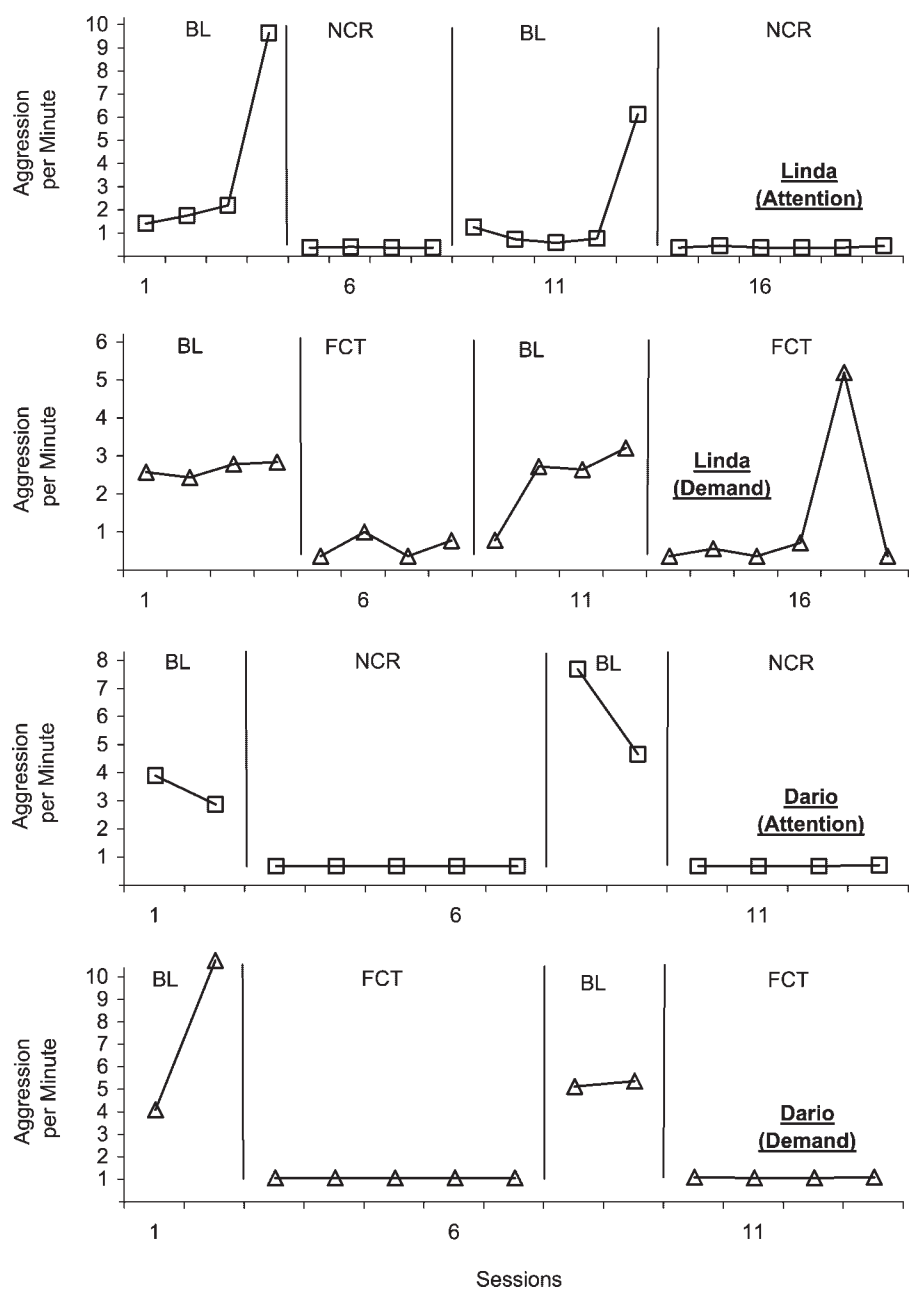 BL NCR BL NCR
10
9
8
7
6
5
4
3
2
1
Aggression
per Minute
Linda
(Attention)
1 6 11 16
BL FCT BL FCT
6
5
4
3
2
1
Aggression
per Minute
Linda
(Demand)
1 6 11 16
BL NCR BL NCR
8
7
6
5
4
3
2
1
Aggression
per Minute
Dario
(Attention)
1 6 11
BL FCT BL FCT
10
9
8
7
6
5
4
3
2
1
Aggression
per Minute
Dario
(Demand)
1 6 11
Sessions